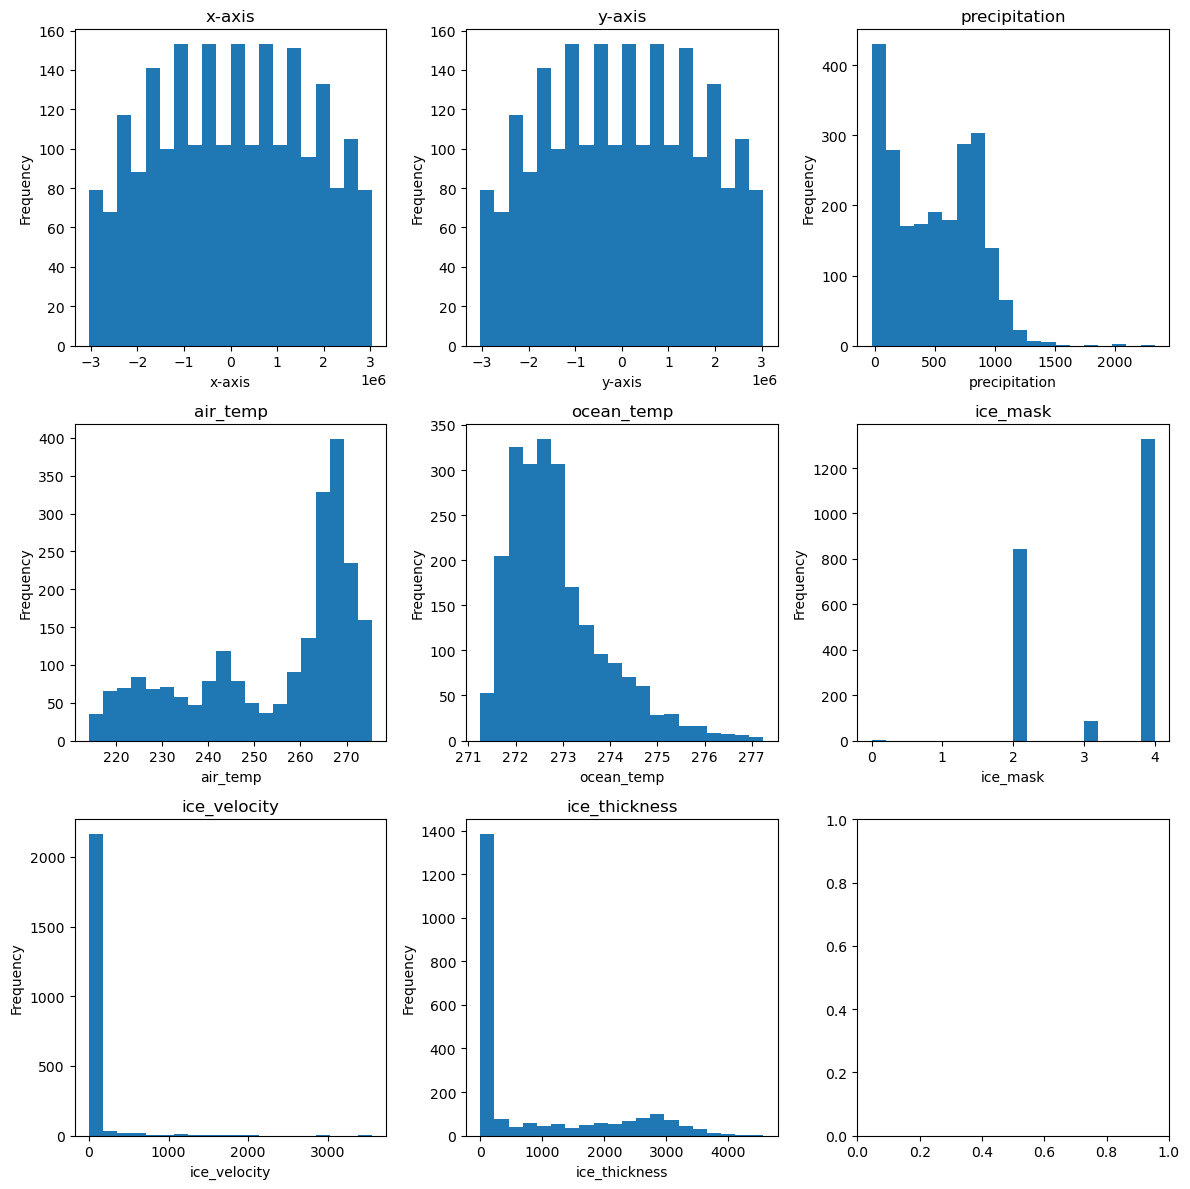 x-axis
y-axis
precipitation
Frequency
160
140
120
100
80
60
40
20
0
−3 −2 −1 0 1 2 3
1e6
x-axis
Frequency
160
140
120
100
80
60
40
20
0
−3 −2 −1 0 1 2 3
1e6
y-axis
Frequency
400
300
200
100
0
0 500 1000 1500 2000
precipitation
air_temp
ocean_temp
ice_mask
Frequency
400
350
300
250
200
150
100
50
0
220 230 240 250 260 270
air_temp
Frequency
350
300
250
200
150
100
50
0
271 272 273 274 275 276 277
ocean_temp
Frequency
1200
1000
800
600
400
200
0
0 1 2 3 4
ice_mask
ice_velocity
ice_thickness
Frequency
2000
1500
1000
500
0
0 1000 2000 3000
ice_velocity
Frequency
1400
1200
1000
800
600
400
200
0
0 1000 2000 3000 4000
ice_thickness
1.0
0.8
0.6
0.4
0.2
0.0
0.0 0.2 0.4 0.6 0.8 1.0